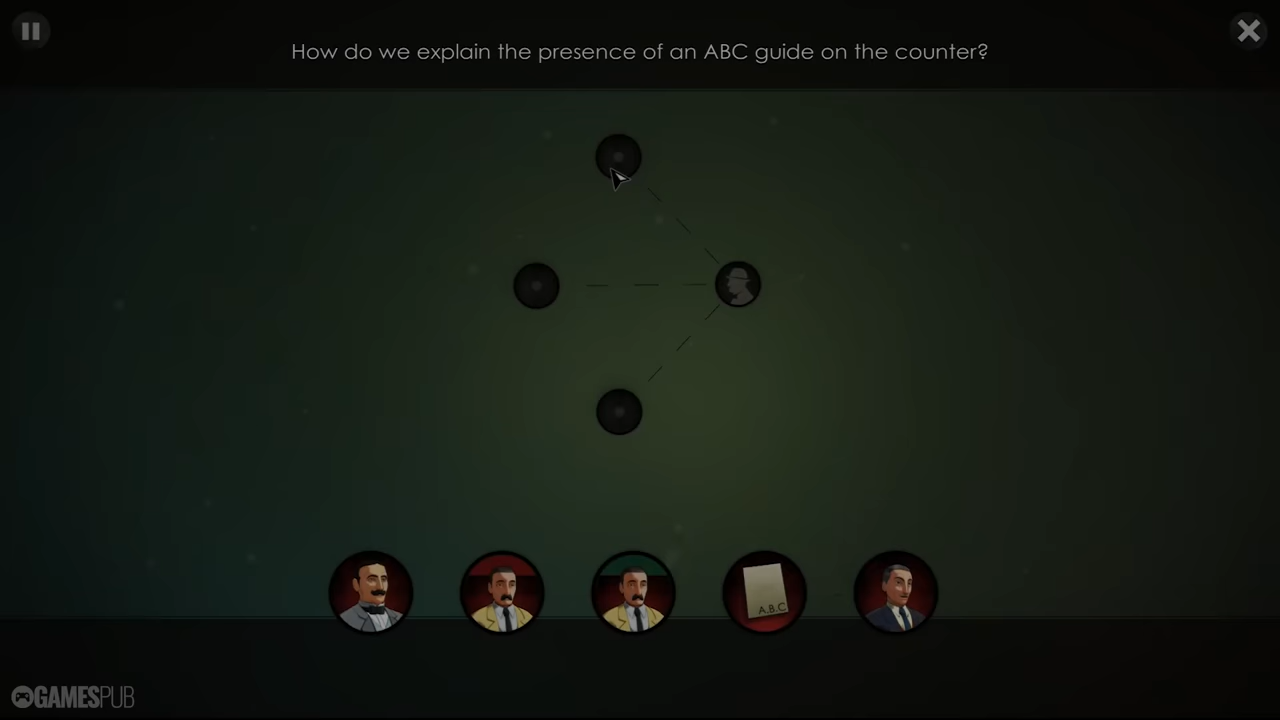 How do we explain the presence of an ABC guide on the counter?
A.B.C
GAMESPUB